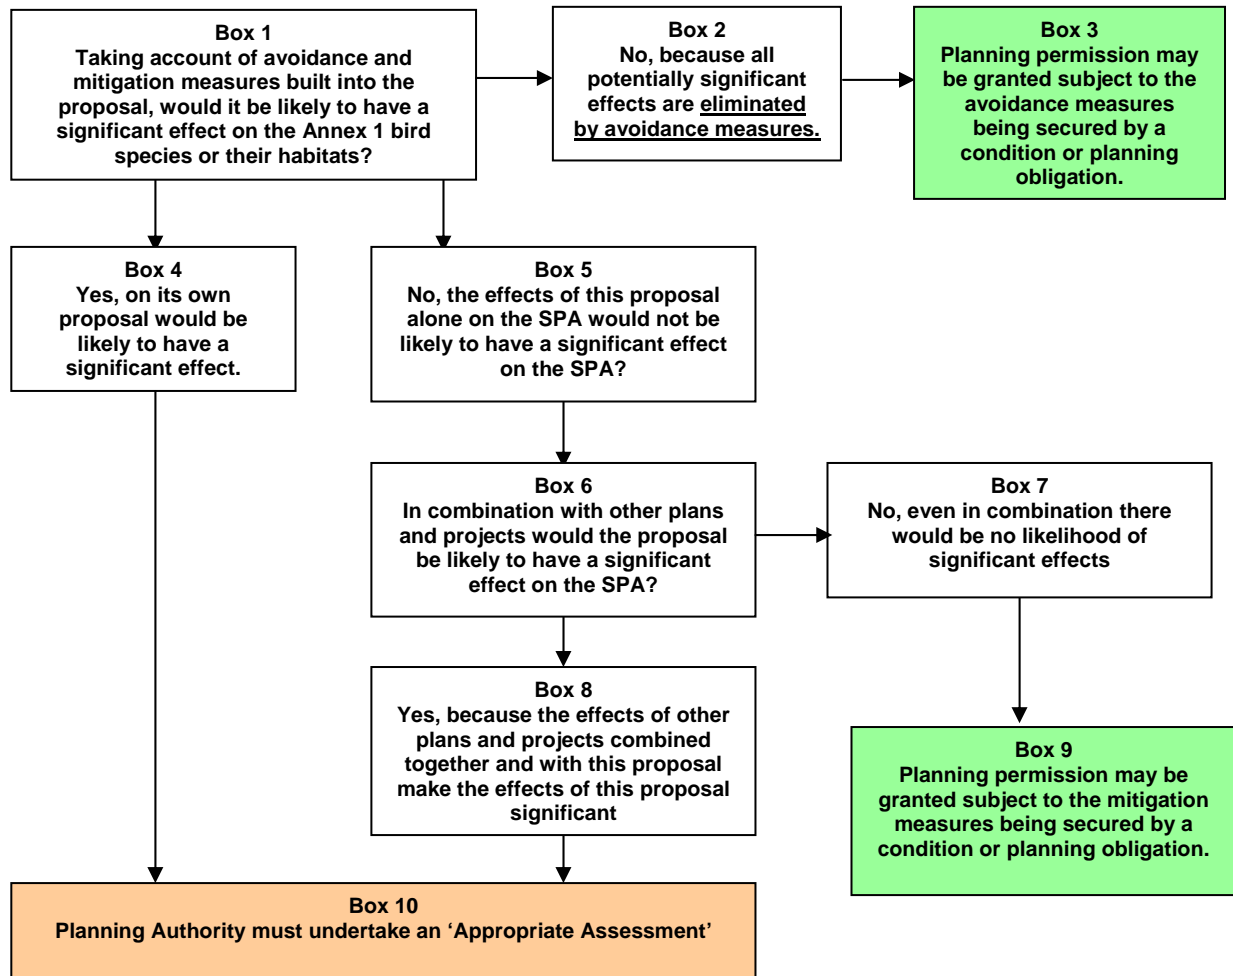 Box 1
Taking account of avoidance and
mitigation measures built into the
proposal, would it be likely to have a
significant effect on the Annex 1 bird
species or their habitats?
Box 2
No, because all
potentially significant
effects are eliminated
by avoidance measures.
Box 3
Planning permission may
be granted subject to the
avoidance measures
being secured by a
condition or planning
obligation.
Box 4
Yes, on its own
proposal would be
likely to have a
significant effect.
Box 5
No, the effects of this proposal
alone on the SPA would not be
likely to have a significant effect
on the SPA?
Box 6
In combination with other plans
and projects would the proposal
be likely to have a significant
effect on the SPA?
Box 7
No, even in combination there
would be no likelihood of
significant effects
Box 8
Yes, because the effects of other
plans and projects combined
together and with this proposal
make the effects of this proposal
significant
Box 9
Planning permission may be
granted subject to the mitigation
measures being secured by a
condition or planning obligation.
Box 10
Planning Authority must undertake an ‘Appropriate Assessment’